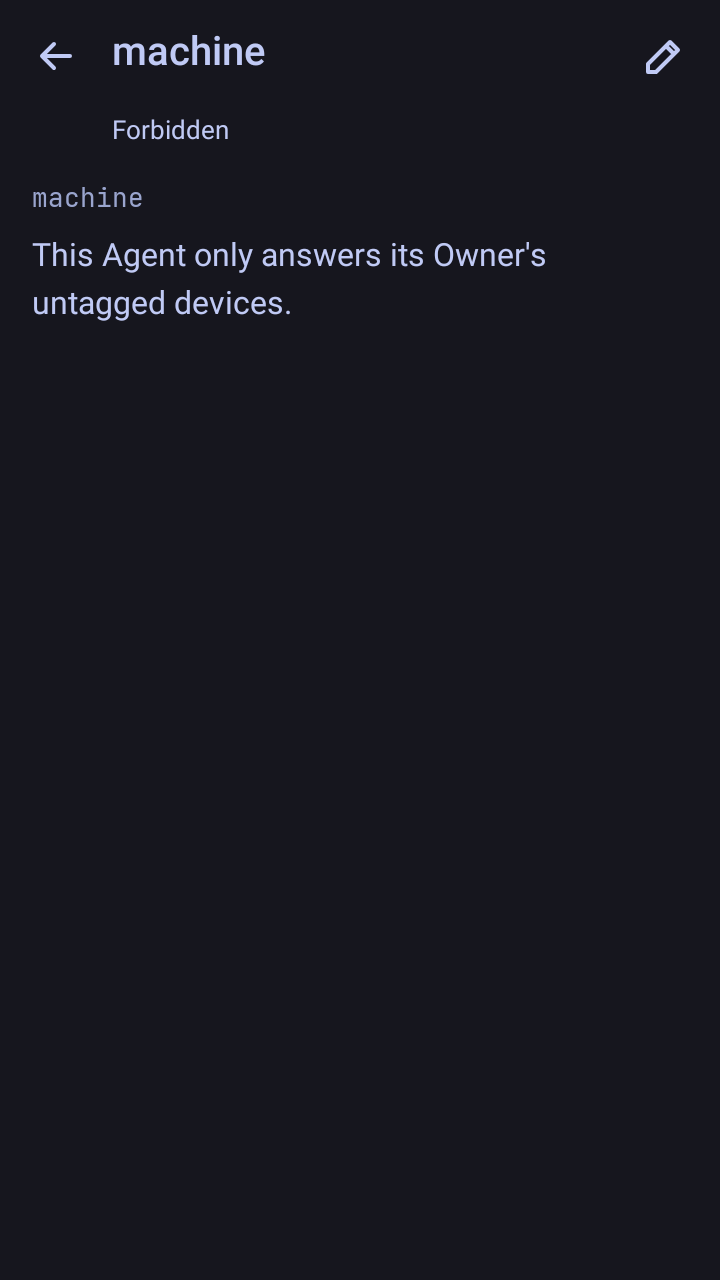 machine
Forbidden
machine
This Agent only answers its Owner's
untagged devices.